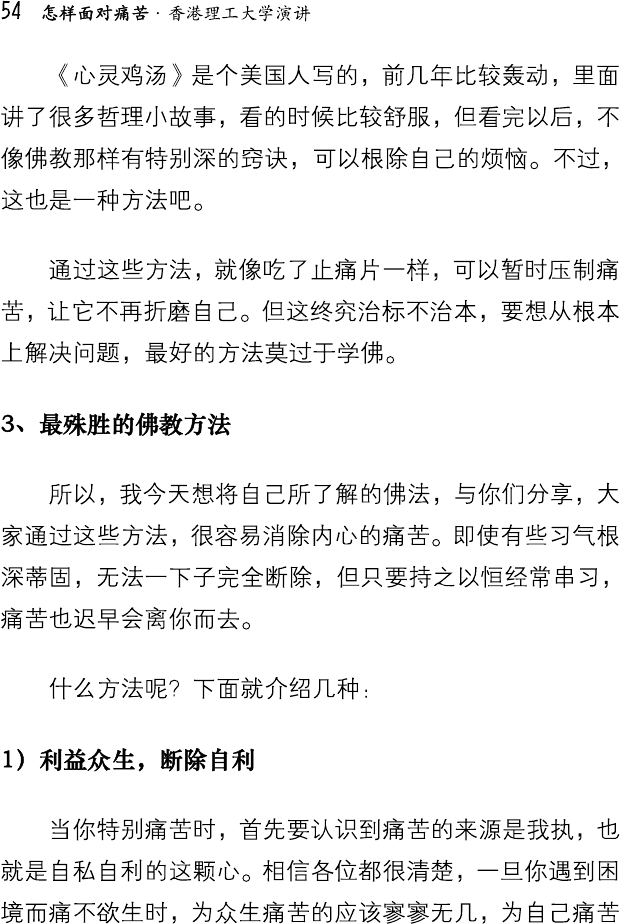 54 怎样面对痛苦·香港理工大学演讲
《心灵鸡汤》是个美国人写的，前几年比较轰动，里面
讲了很多哲理小故事，看的时候比较舒服，但看完以后，不
像佛教那样有特别深的窍诀，可以根除自己的烦恼。不过，
这也是一种方法吧。
通过这些方法，就像吃了止痛片一样，可以暂时压制痛
苦，让它不再折磨自己。但这终究治标不治本，要想从根本
上解决问题，最好的方法莫过于学佛。
3、最殊胜的佛教方法
所以，我今天想将自己所了解的佛法，与你们分享，大
家通过这些方法，很容易消除内心的痛苦。即使有些习气根
深蒂固，无法一下子完全断除，但只要持之以恒经常串习，
痛苦也迟早会离你而去。
什么方法呢？下面就介绍几种：
1）利益众生，断除自利
当你特别痛苦时，首先要认识到痛苦的来源是我执，也
就是自私自利的这颗心。相信各位都很清楚，一旦你遇到困
境而痛不欲生时，为众生痛苦的应该寥寥无几，为自己痛苦